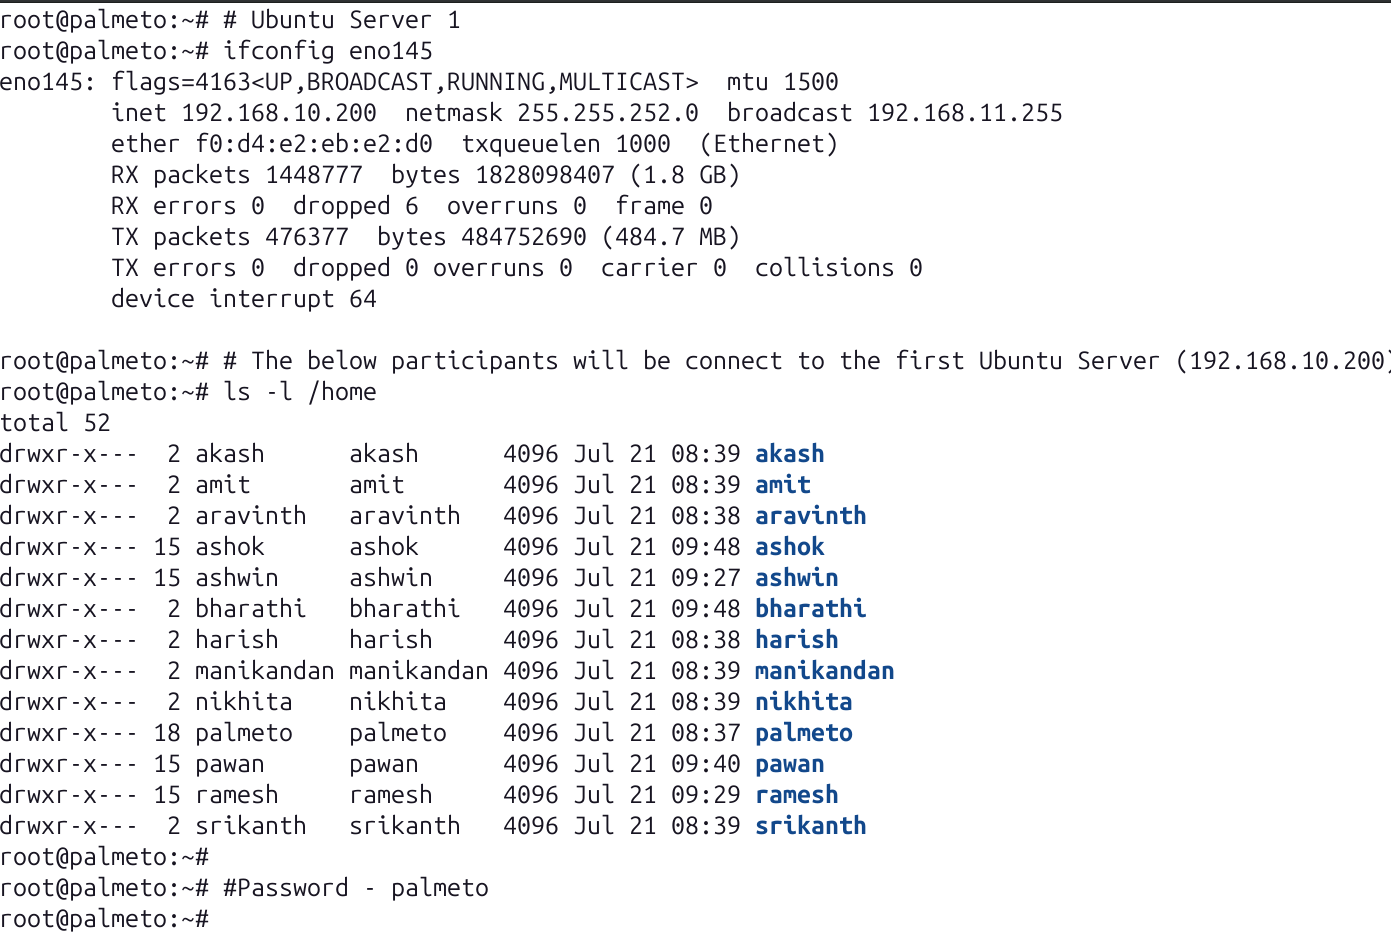 root@palmeto:~# # Ubuntu Server 1
root@palmeto:~# ifconfig eno145
eno145: flags=4163<UP,BROADCAST,RUNNING,MULTICAST>  mtu 1500
        inet 192.168.10.200  netmask 255.255.252.0  broadcast 192.168.11.255
        ether f0:d4:e2:eb:e2:d0  txqueuelen 1000  (Ethernet)
        RX packets 1448777  bytes 1828098407 (1.8 GB)
        RX errors 0  dropped 6  overruns 0  frame 0
        TX packets 476377  bytes 484752690 (484.7 MB)
        TX errors 0  dropped 0 overruns 0  carrier 0  collisions 0
        device interrupt 64
root@palmeto:~# # The below participants will be connect to the first Ubuntu Server (192.168.10.200)
root@palmeto:~# ls -l /home
total 52
drwxr-x---  2 akash      akash      4096 Jul 21 08:39 akash
drwxr-x---  2 amit       amit       4096 Jul 21 08:39 amit
drwxr-x---  2 aravinth   aravinth   4096 Jul 21 08:38 aravinth
drwxr-x--- 15 ashok      ashok      4096 Jul 21 09:48 ashok
drwxr-x--- 15 ashwin     ashwin     4096 Jul 21 09:27 ashwin
drwxr-x---  2 bharathi   bharathi   4096 Jul 21 09:48 bharathi
drwxr-x---  2 harish     harish     4096 Jul 21 08:38 harish
drwxr-x---  2 manikandan manikandan 4096 Jul 21 08:39 manikandan
drwxr-x---  2 nikhita    nikhita    4096 Jul 21 08:39 nikhita
drwxr-x--- 18 palmeto    palmeto    4096 Jul 21 08:37 palmeto
drwxr-x--- 15 pawan      pawan      4096 Jul 21 09:40 pawan
drwxr-x--- 15 ramesh     ramesh     4096 Jul 21 09:29 ramesh
drwxr-x---  2 srikanth   srikanth   4096 Jul 21 08:39 srikanth
root@palmeto:~#
root@palmeto:~# #Password - palmeto
root@palmeto:~#